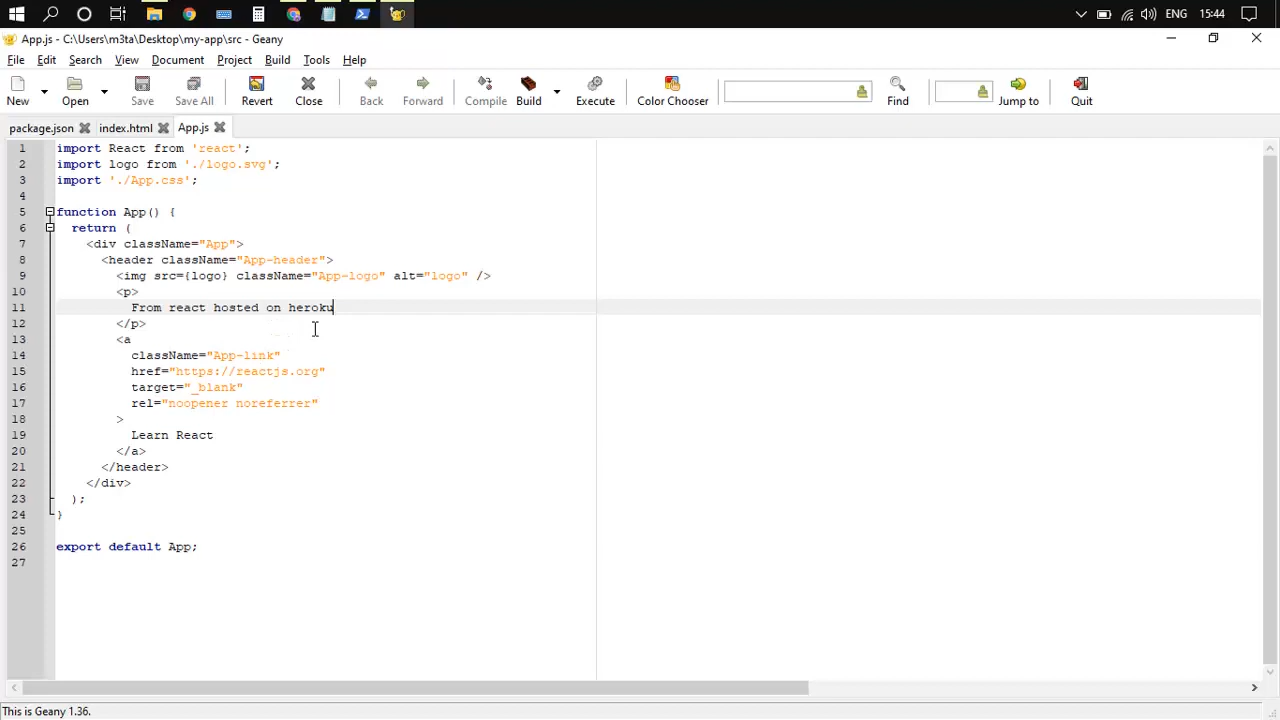 ENG 15:44
App.js - C:\Users\m3ta\Desktop\my-app\src - Geany
File Edit Search View Document Project Build Tools Help
New Open Save Save All Revert Close Back Forward Compile Build Execute Color Chooser Find Jump to Quit
package.json index.html App.js
1 import React from 'react';
2 import logo from './logo.svg';
3 import './App.css';
4
5 function App() {
6 return (
7 <div className="App">
8 <header className="App-header">
9 <img src={logo} className="App-logo" alt="logo" />
10 <p>
11 From react hosted on heroku
12 </p>
13 <a
14 className="App-link"
15 href="https://reactjs.org"
16 target="_blank"
17 rel="noopener noreferrer"
18 >
19 Learn React
20 </a>
21 </header>
22 </div>
23 );
24 }
25
26 export default App;
27
This is Geany 1.36.